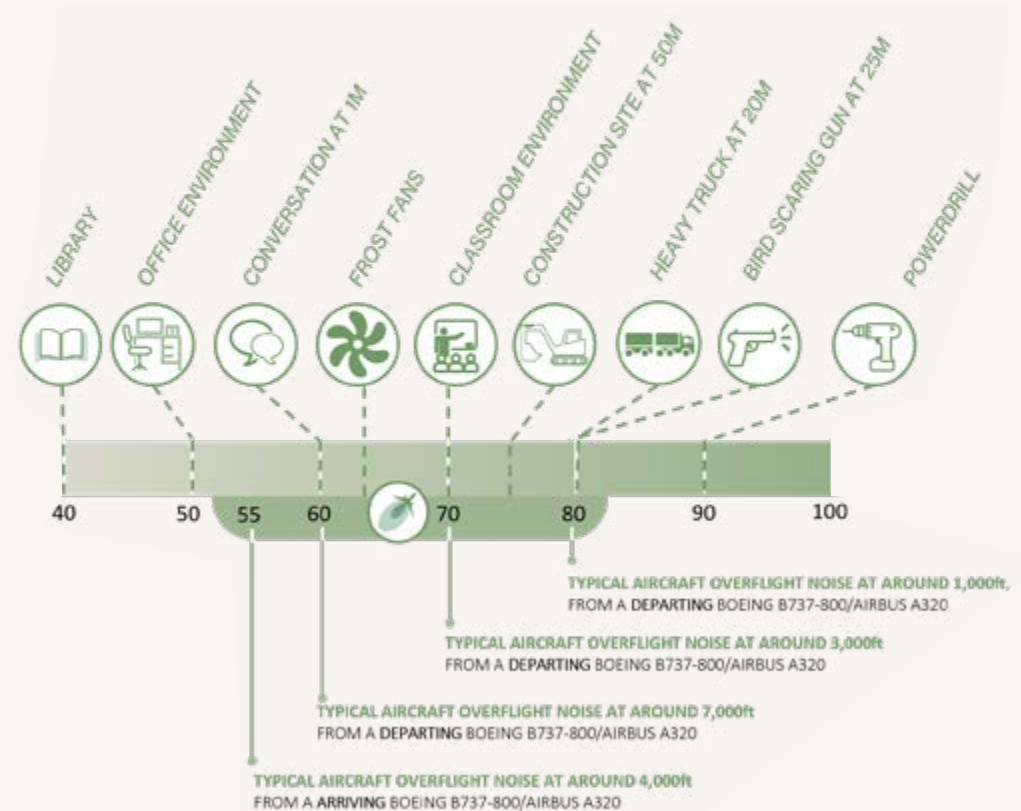 LIBRARY
OFFICE ENVIRONMENT
CONVERSATION AT 1M
FROST FANS
CLASSROOM ENVIRONMENT
CONSTRUCTION SITE AT 50M
HEAVY TRUCK AT 20M
BIRD SCARING GUN AT 25M
POWERDRILL
40 50 55 60 70 80 90 100
TYPICAL AIRCRAFT OVERFLIGHT NOISE AT AROUND 1,000ft,
FROM A DEPARTING BOEING B737-800/AIRBUS A320
TYPICAL AIRCRAFT OVERFLIGHT NOISE AT AROUND 3,000ft
FROM A DEPARTING BOEING B737-800/AIRBUS A320
TYPICAL AIRCRAFT OVERFLIGHT NOISE AT AROUND 7,000ft
FROM A DEPARTING BOEING B737-800/AIRBUS A320
TYPICAL AIRCRAFT OVERFLIGHT NOISE AT AROUND 4,000ft
FROM A ARRIVING BOEING B737-800/AIRBUS A320